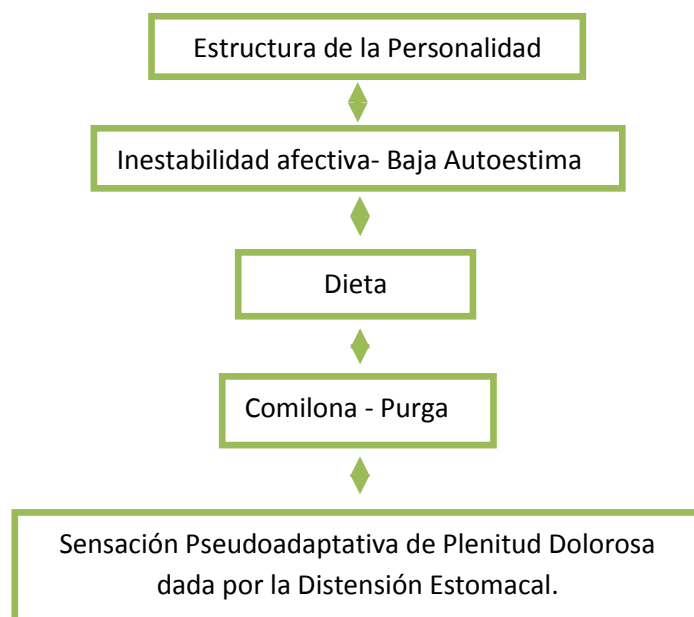 Estructura de la Personalidad
Inestabilidad afectiva- Baja Autoestima
Dieta
Comilona - Purga
Sensación Pseudoadaptativa de Plenitud Dolorosa
dada por la Distensión Estomacal.